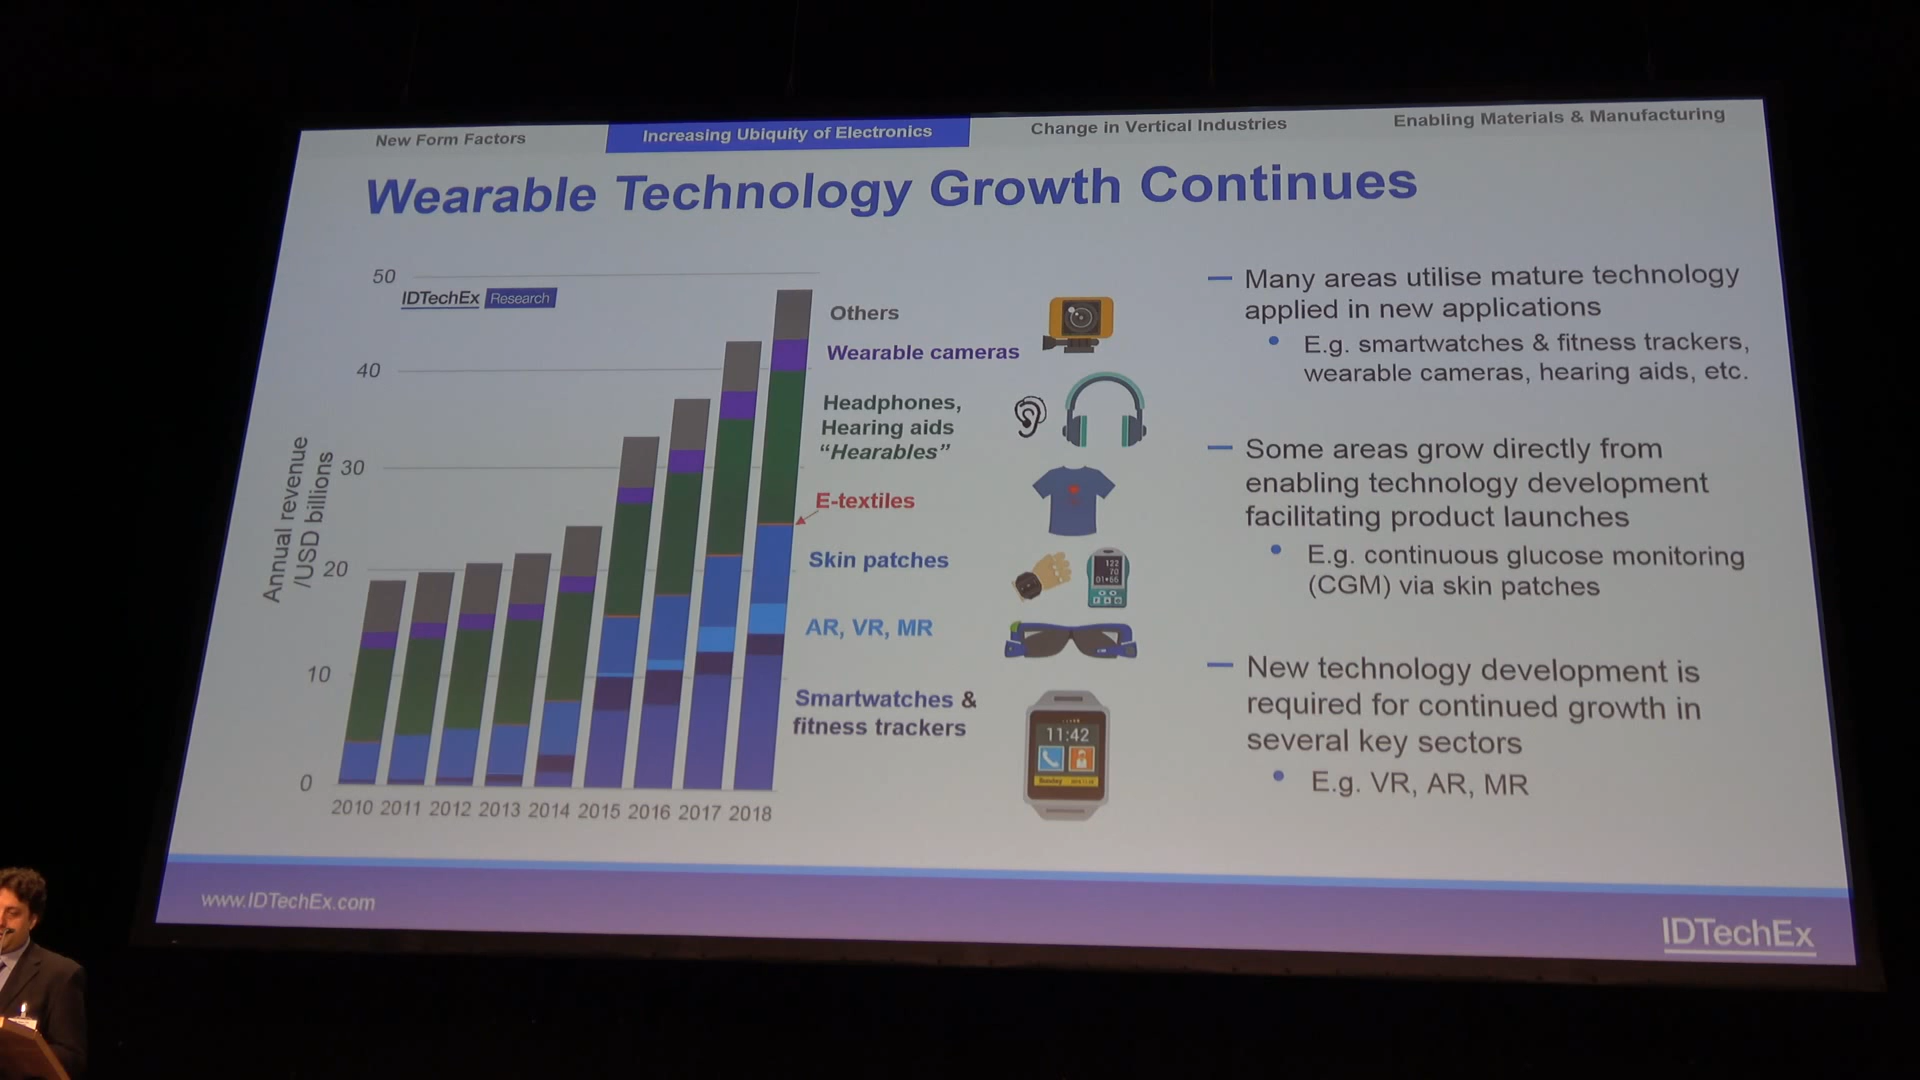 New Form Factors
Increasing Ubiquity of Electronics
Change in Vertical Industries
Enabling Materials & Manufacturing
Wearable Technology Growth Continues
50
40
30
20
10
0
Annual revenue
/USD billions
IDTechEx Research
2010 2011 2012 2013 2014 2015 2016 2017 2018
Others
Wearable cameras
Headphones,
Hearing aids
“Hearables”
E-textiles
Skin patches
AR, VR, MR
Smartwatches &
fitness trackers
122
70
01•56
11:42
Sunday
— Many areas utilise mature technology
applied in new applications
• E.g. smartwatches & fitness trackers,
wearable cameras, hearing aids, etc.
— Some areas grow directly from
enabling technology development
facilitating product launches
• E.g. continuous glucose monitoring
(CGM) via skin patches
— New technology development is
required for continued growth in
several key sectors
• E.g. VR, AR, MR
www.IDTechEx.com
IDTechEx